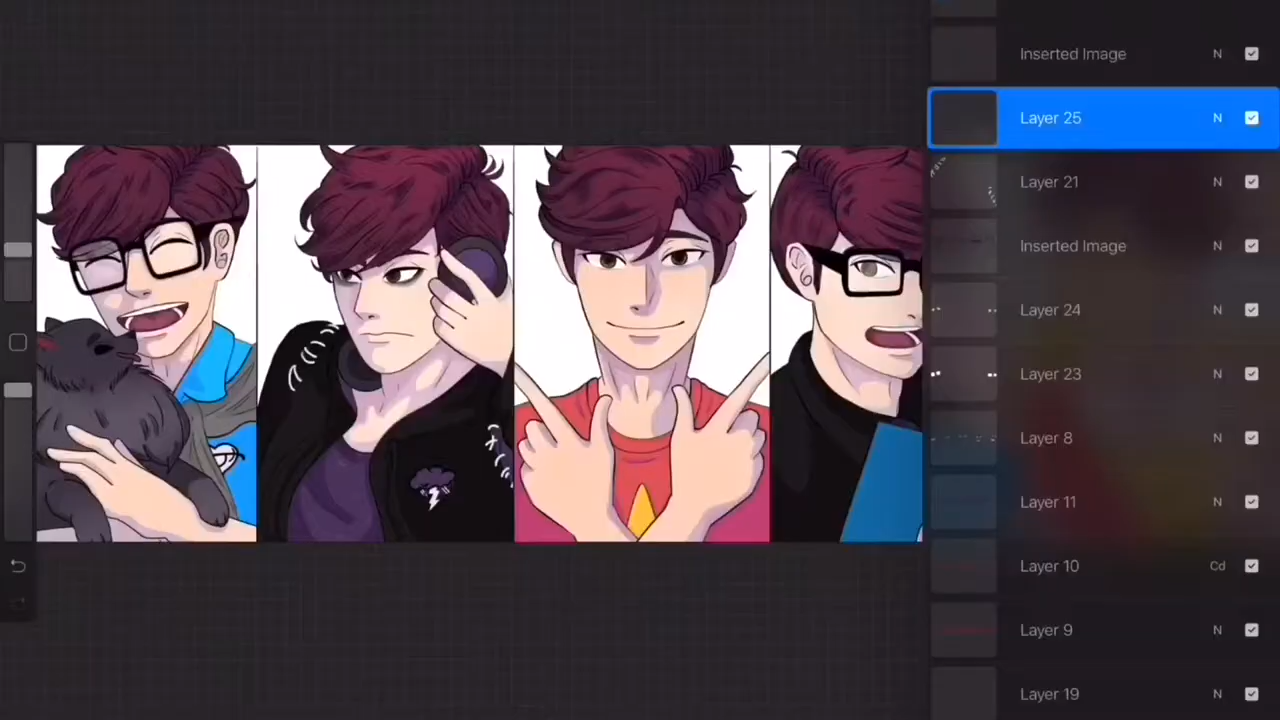 Inserted Image N
Layer 25 N
Layer 21 N
Inserted Image N
Layer 24 N
Layer 23 N
Layer 8 N
Layer 11 N
Layer 10 Cd
Layer 9 N
Layer 19 N